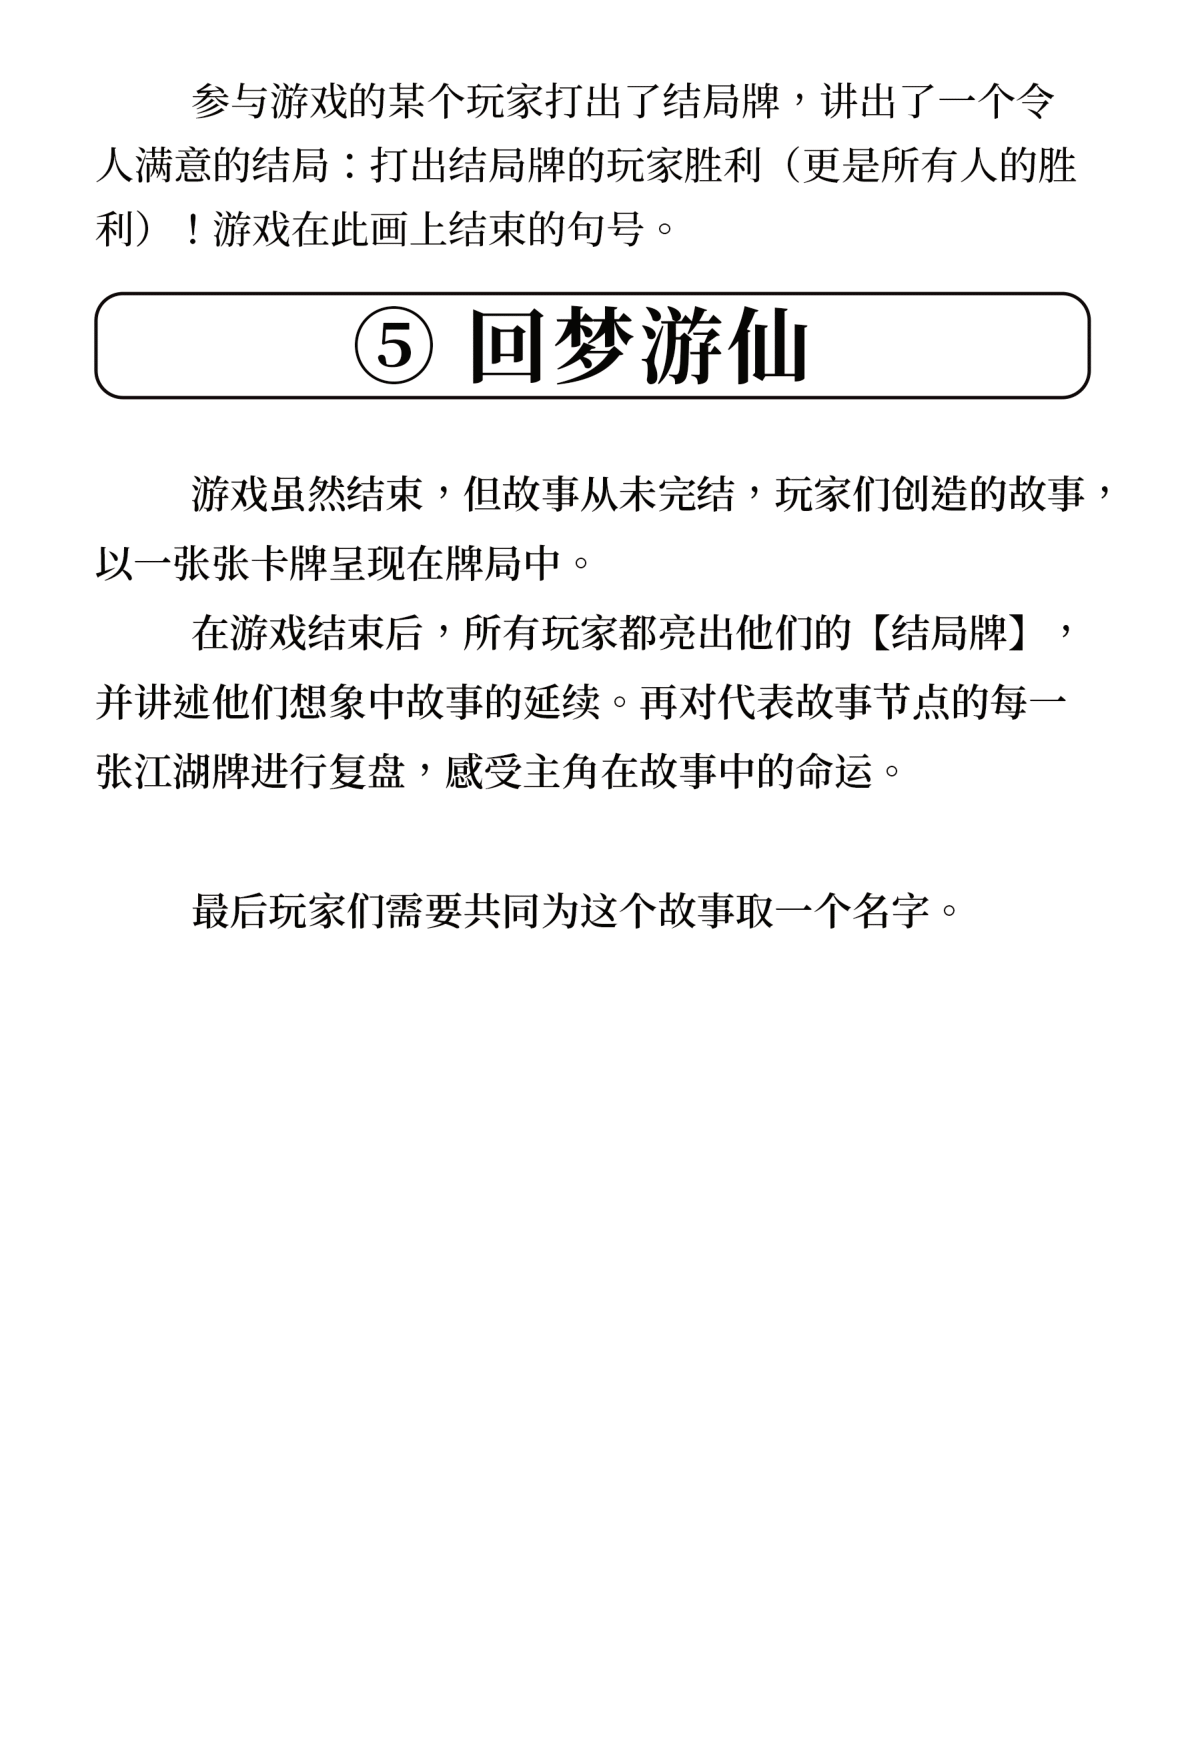 参与游戏的某个玩家打出了结局牌，讲出了一个令
人满意的结局：打出结局牌的玩家胜利（更是所有人的胜
利）！游戏在此画上结束的句号。
⑤ 回梦游仙
游戏虽然结束，但故事从未完结，玩家们创造的故事，
以一张张卡牌呈现在牌局中。
在游戏结束后，所有玩家都亮出他们的【结局牌】，
并讲述他们想象中故事的延续。再对代表故事节点的每一
张江湖牌进行复盘，感受主角在故事中的命运。
最后玩家们需要共同为这个故事取一个名字。